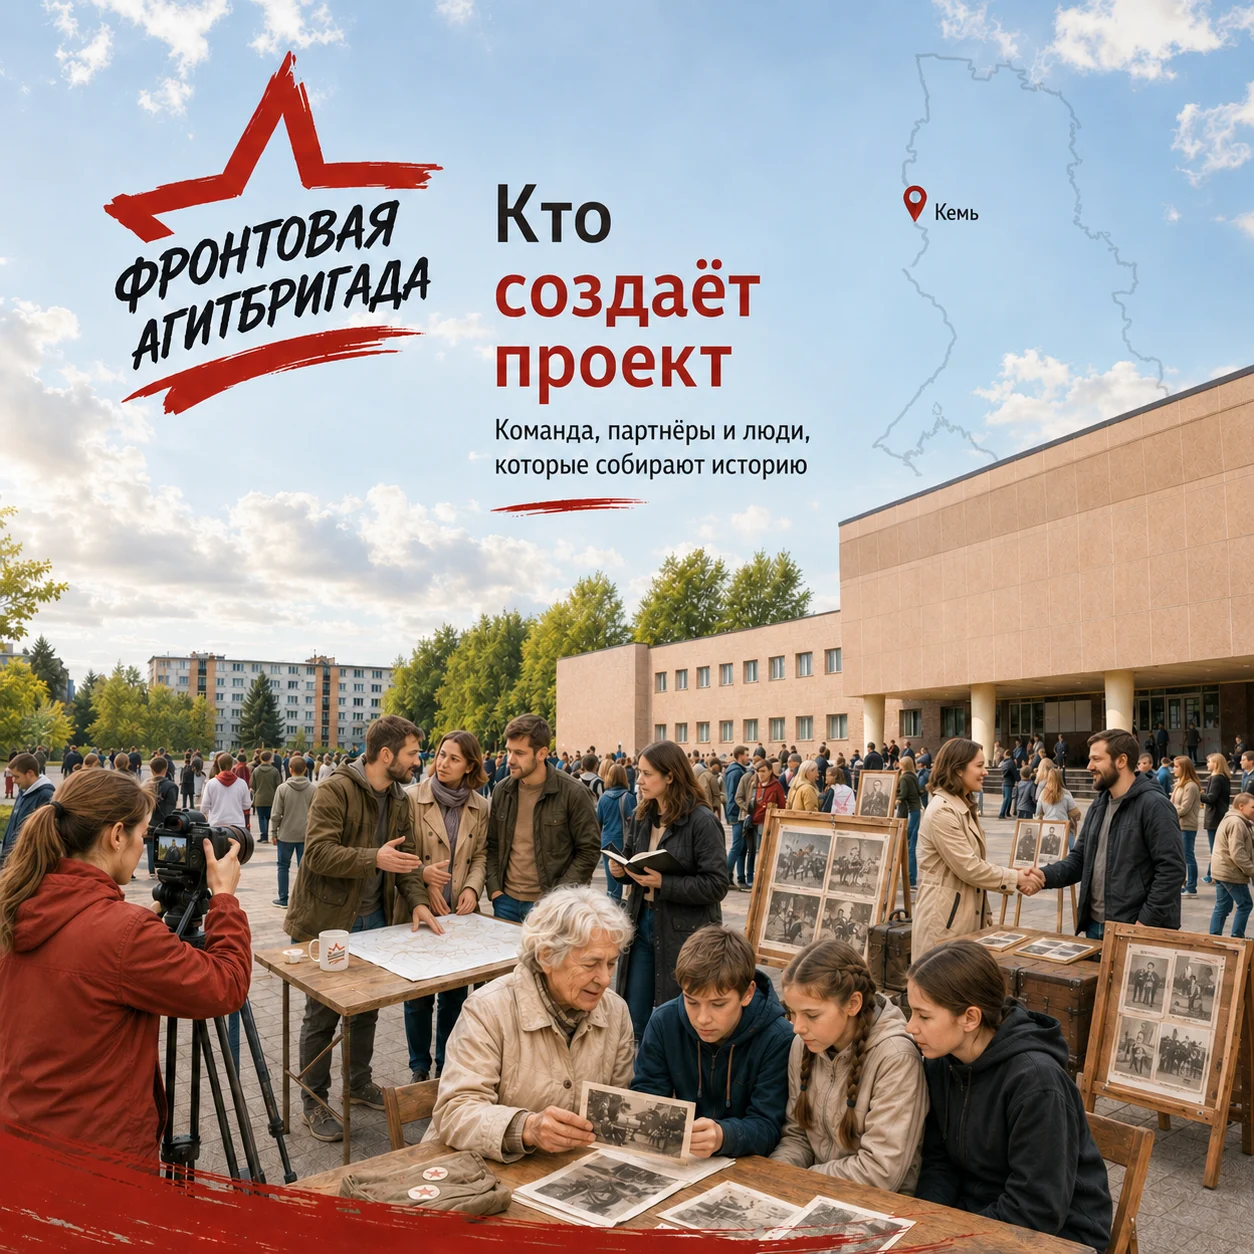 ФРОНТОВАЯ
АГИТБРИГАДА
Кто
создаёт
проект
Команда, партнёры и люди,
которые собирают историю
Кемь